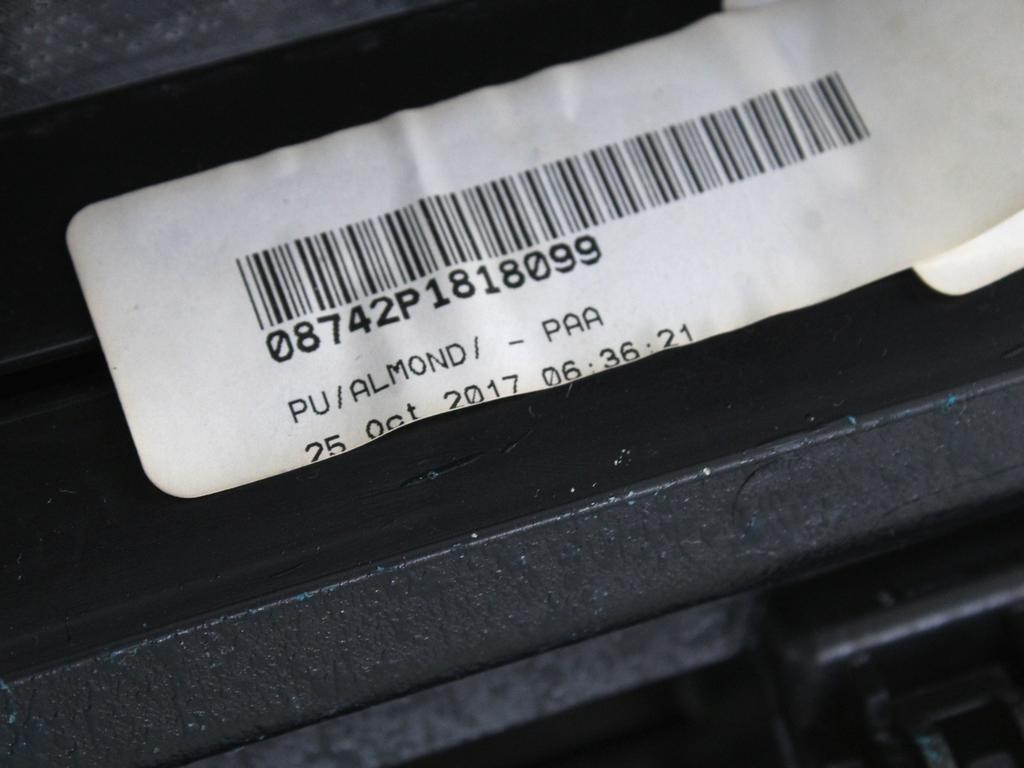 08742P1818099
PU/ALMOND/ - PAA
25 Oct 2017 06:36:21